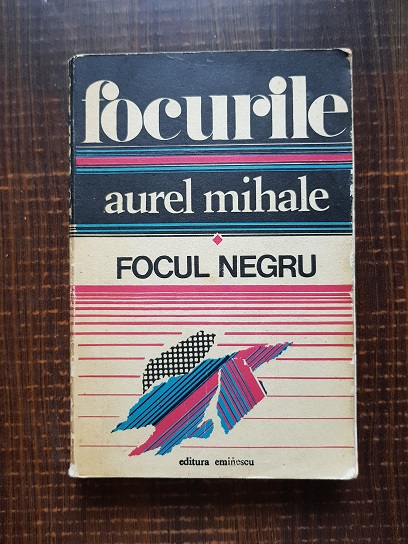 focurile
aurel mihale
FOCUL NEGRU
editura eminescu